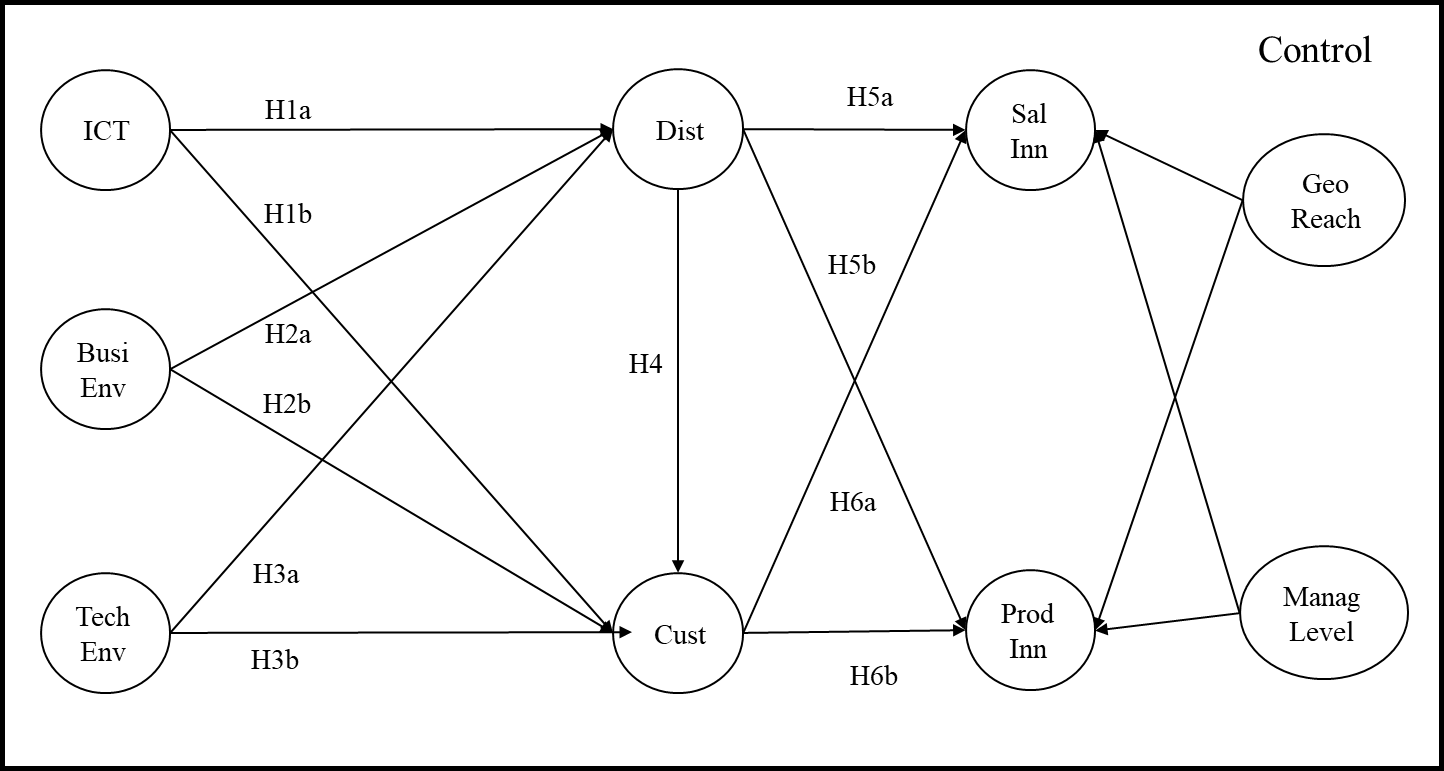 Control
ICT
H1a
Dist
H5a
Sal
Inn
Geo
Reach
H1b
H5b
Busi
Env
H2a
H4
H2b
H6a
H3a
Tech
Env
H3b
Cust
Prod
Inn
H6b
Manag
Level